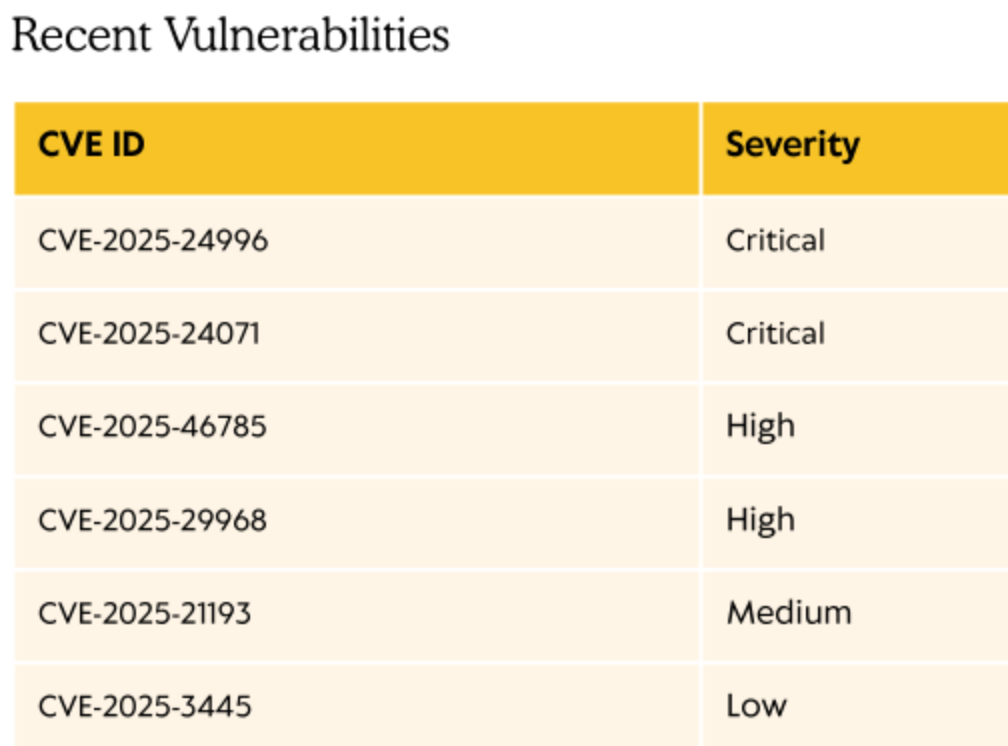 Recent Vulnerabilities
CVE ID Severity
CVE-2025-24996 Critical
CVE-2025-24071 Critical
CVE-2025-46785 High
CVE-2025-29968 High
CVE-2025-21193 Medium
CVE-2025-3445 Low